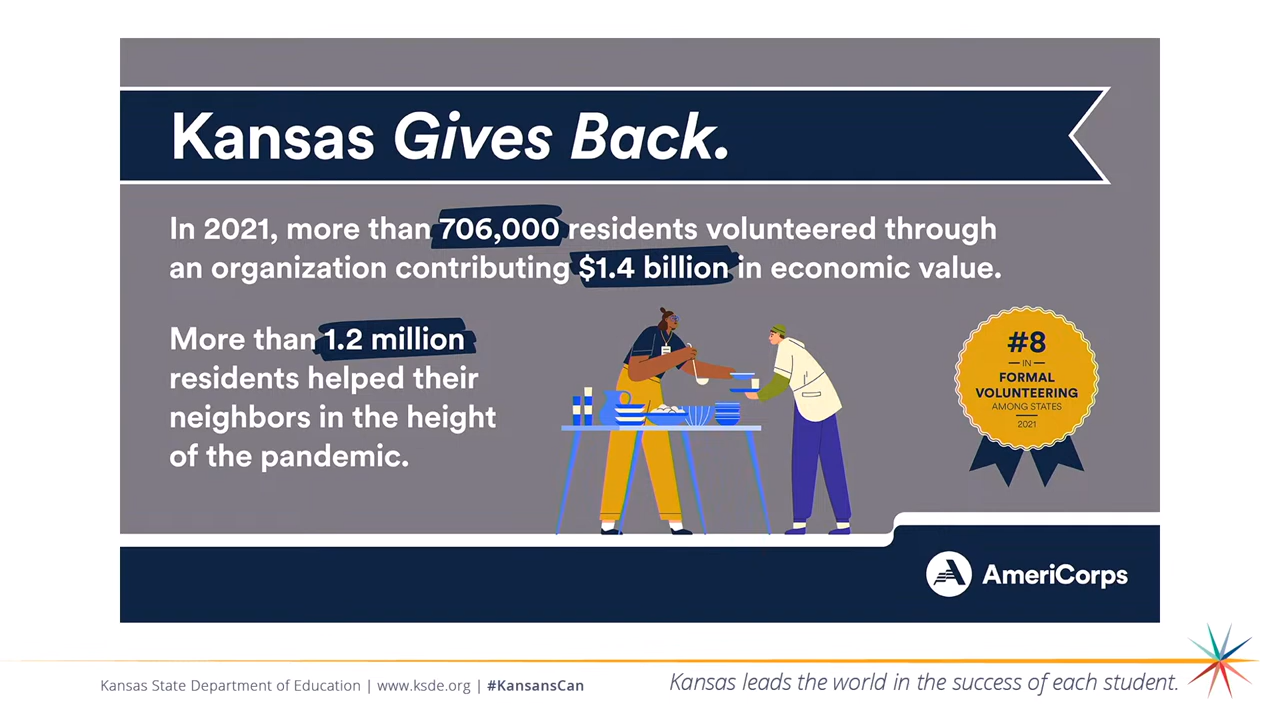 Kansas Gives Back.
In 2021, more than 706,000 residents volunteered through
an organization contributing $1.4 billion in economic value.
More than 1.2 million
residents helped their
neighbors in the height
of the pandemic.
#8
IN
FORMAL
VOLUNTEERING
AMONG STATES
2021
AmeriCorps
Kansas State Department of Education | www.ksde.org | #KansansCan
Kansas leads the world in the success of each student.